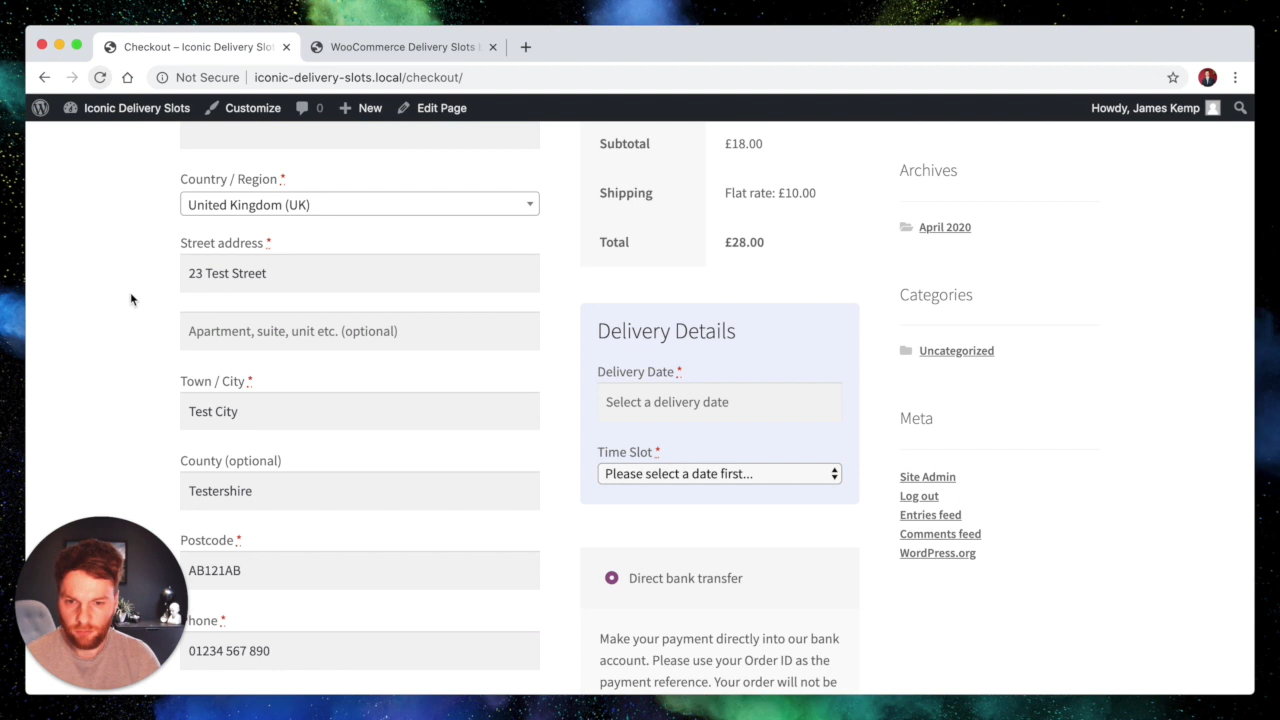 Checkout – Iconic Delivery Slot
WooCommerce Delivery Slots
Not Secure
iconic-delivery-slots.local/checkout/
Iconic Delivery Slots
Customize
0
New
Edit Page
Howdy, James Kemp
Country / Region *
United Kingdom (UK)
Street address *
23 Test Street
Apartment, suite, unit etc. (optional)
Town / City *
Test City
County (optional)
Testershire
Postcode *
AB121AB
hone *
01234 567 890
Subtotal £18.00
Shipping Flat rate: £10.00
Total £28.00
Delivery Details
Delivery Date *
Select a delivery date
Time Slot *
Please select a date first...
Direct bank transfer
Make your payment directly into our bank
account. Please use your Order ID as the
payment reference. Your order will not be
Archives
April 2020
Categories
Uncategorized
Meta
Site Admin
Log out
Entries feed
Comments feed
WordPress.org